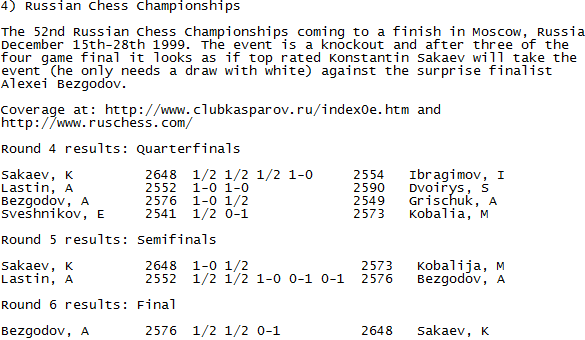 4) Russian Chess Championships
The 52nd Russian Chess Championships coming to a finish in Moscow, Russia
December 15th-28th 1999. The event is a knockout and after three of the
four game final it looks as if top rated Konstantin Sakaev will take the
event (he only needs a draw with white) against the surprise finalist
Alexei Bezgodov.
Coverage at: http://www.clubkasparov.ru/index0e.htm and
http://www.ruschess.com/
Round 4 results: Quarterfinals
Sakaev, K 2648 1/2 1/2 1/2 1-0 2554 Ibragimov, I
Lastin, A 2552 1-0 1-0 2590 Dvoirys, S
Bezgodov, A 2576 1-0 1/2 2549 Grischuk, A
Sveshnikov, E 2541 1/2 0-1 2573 Kobalia, M
Round 5 results: Semifinals
Sakaev, K 2648 1-0 1/2 2573 Kobalija, M
Lastin, A 2552 1/2 1/2 1-0 0-1 0-1 2576 Bezgodov, A
Round 6 results: Final
Bezgodov, A 2576 1/2 1/2 0-1 2648 Sakaev, K